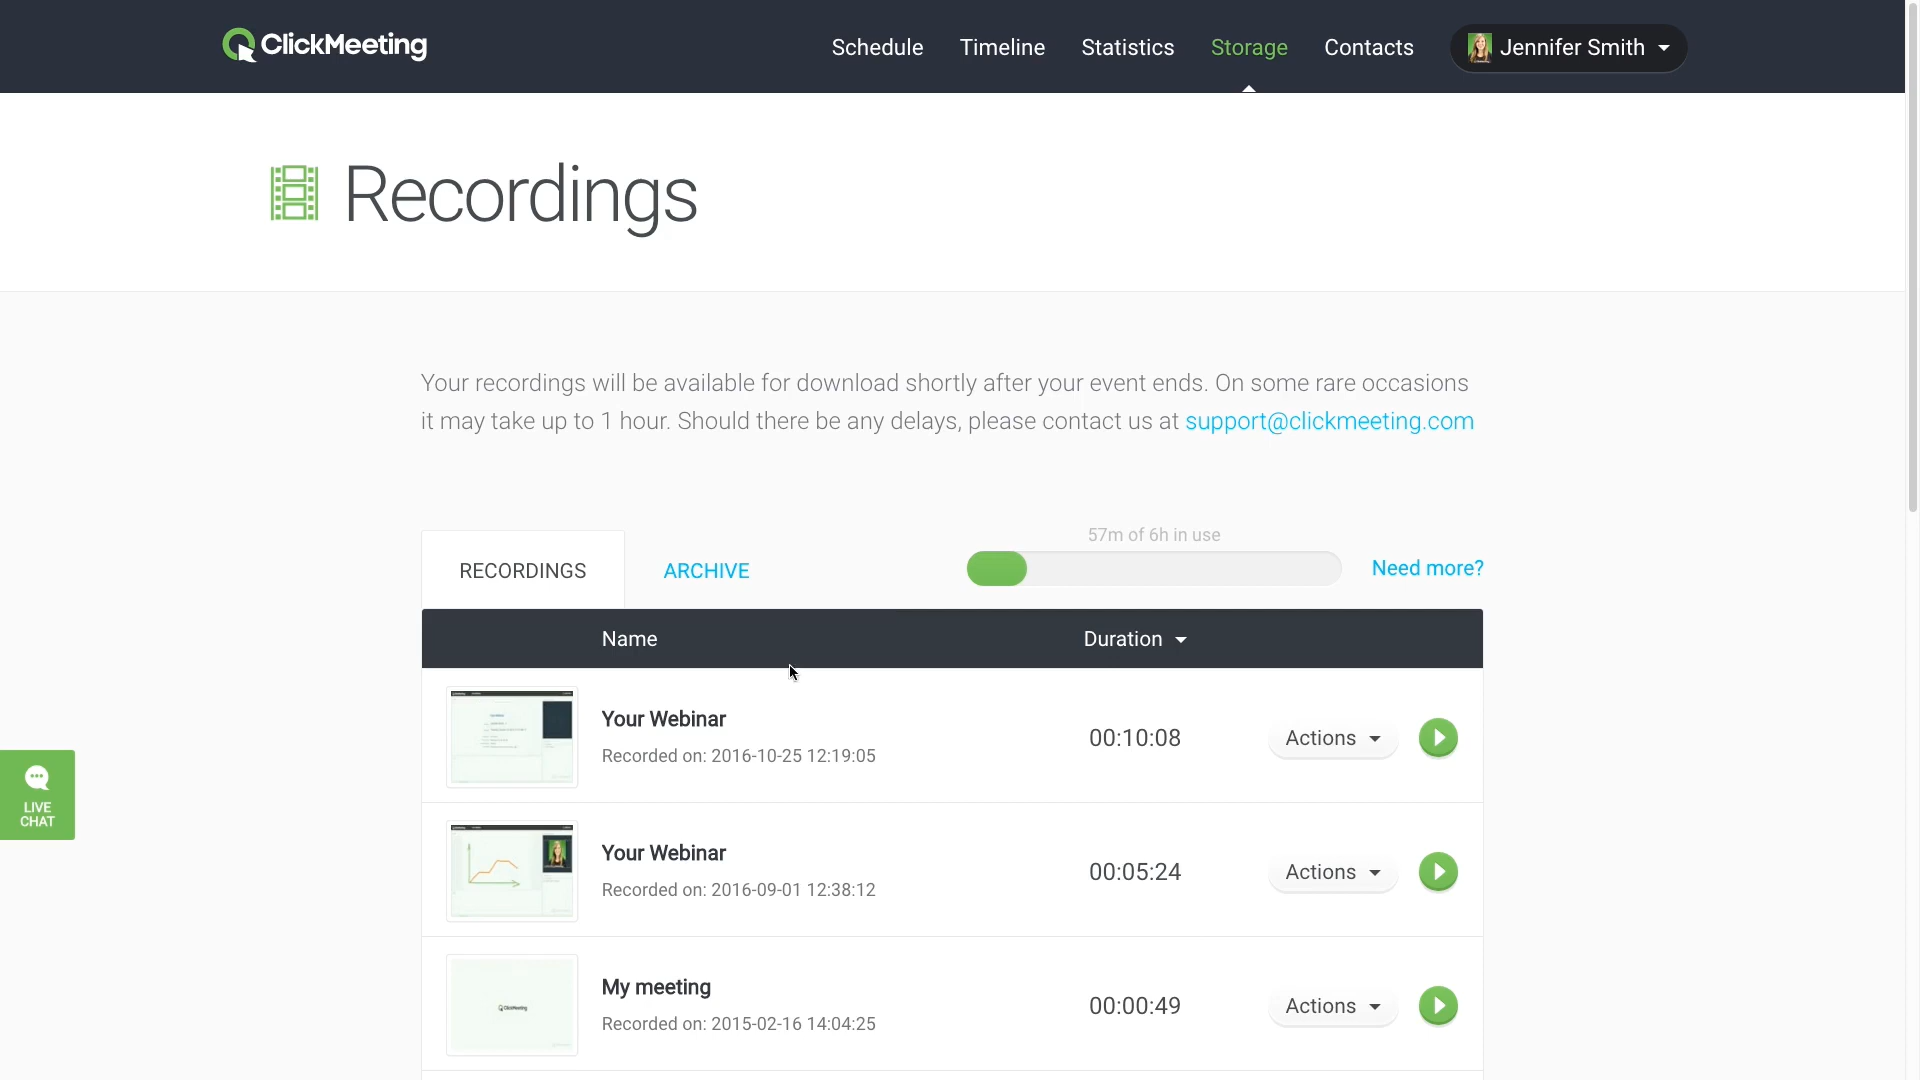 ClickMeeting
Schedule Timeline Statistics Storage Contacts Jennifer Smith
Recordings
Your recordings will be available for download shortly after your event ends. On some rare occasions
it may take up to 1 hour. Should there be any delays, please contact us at support@clickmeeting.com
57m of 6h in use
RECORDINGS ARCHIVE Need more?
Name Duration
Your Webinar
Recorded on: 2016-10-25 12:19:05
00:10:08 Actions
LIVE
CHAT
Your Webinar
Recorded on: 2016-09-01 12:38:12
00:05:24 Actions
My meeting
Recorded on: 2015-02-16 14:04:25
00:00:49 Actions
ClickMeeting